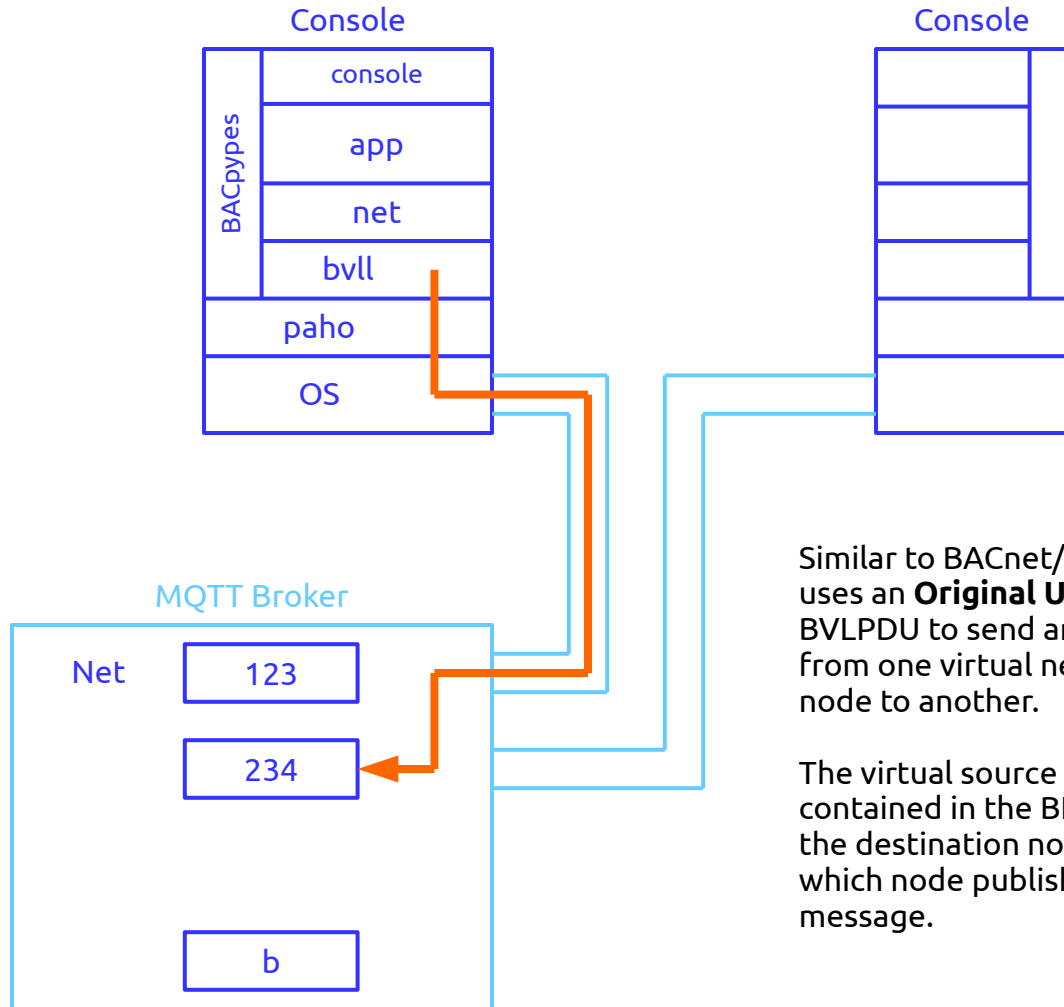 Console
Console
BACpypes
console
app
net
bvll
paho
OS
MQTT Broker
Net
123
234
b
Similar to BACnet/
uses an Original U
BVLPDU to send an
from one virtual ne
node to another.
The virtual source
contained in the
the destination no
which node publish
message.